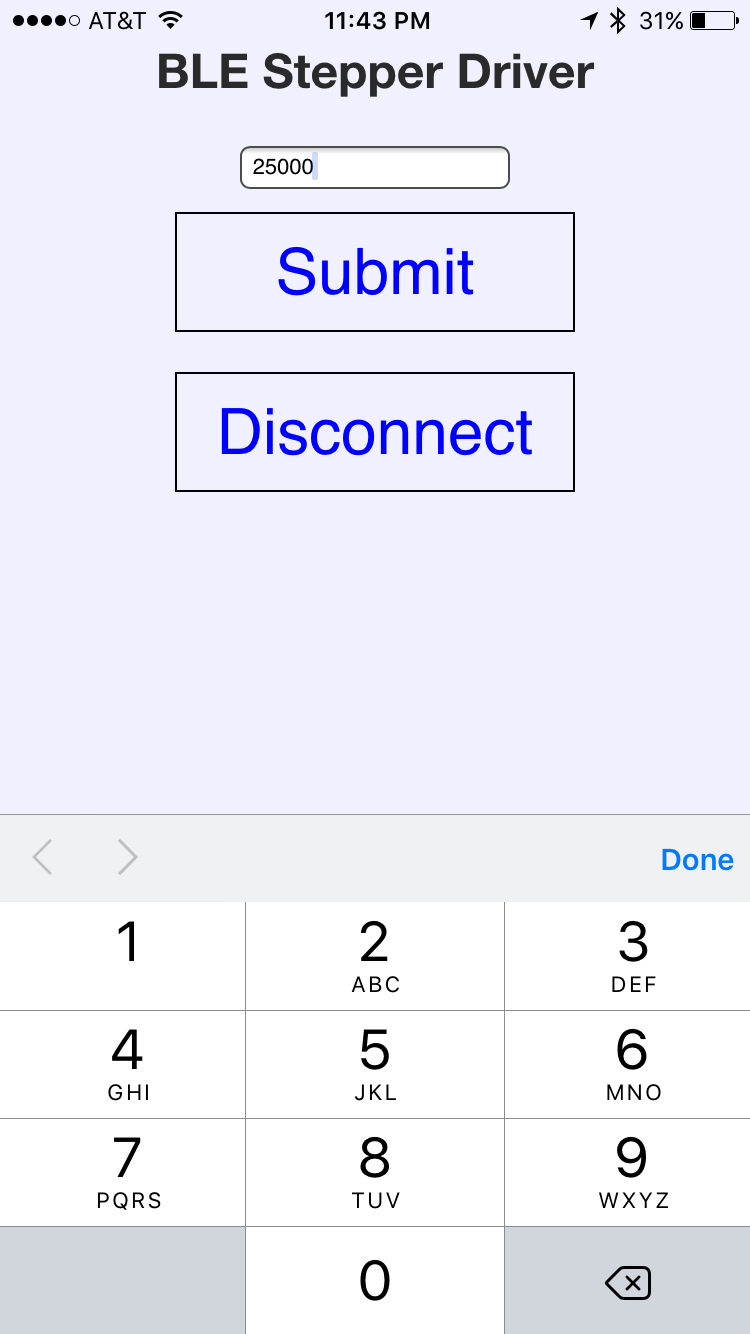 AT&T 11:43 PM 31%
BLE Stepper Driver
25000
Submit
Disconnect
Done
1 2 3
ABC DEF
4 5 6
GHI JKL MNO
7 8 9
PQRS TUV WXYZ
0